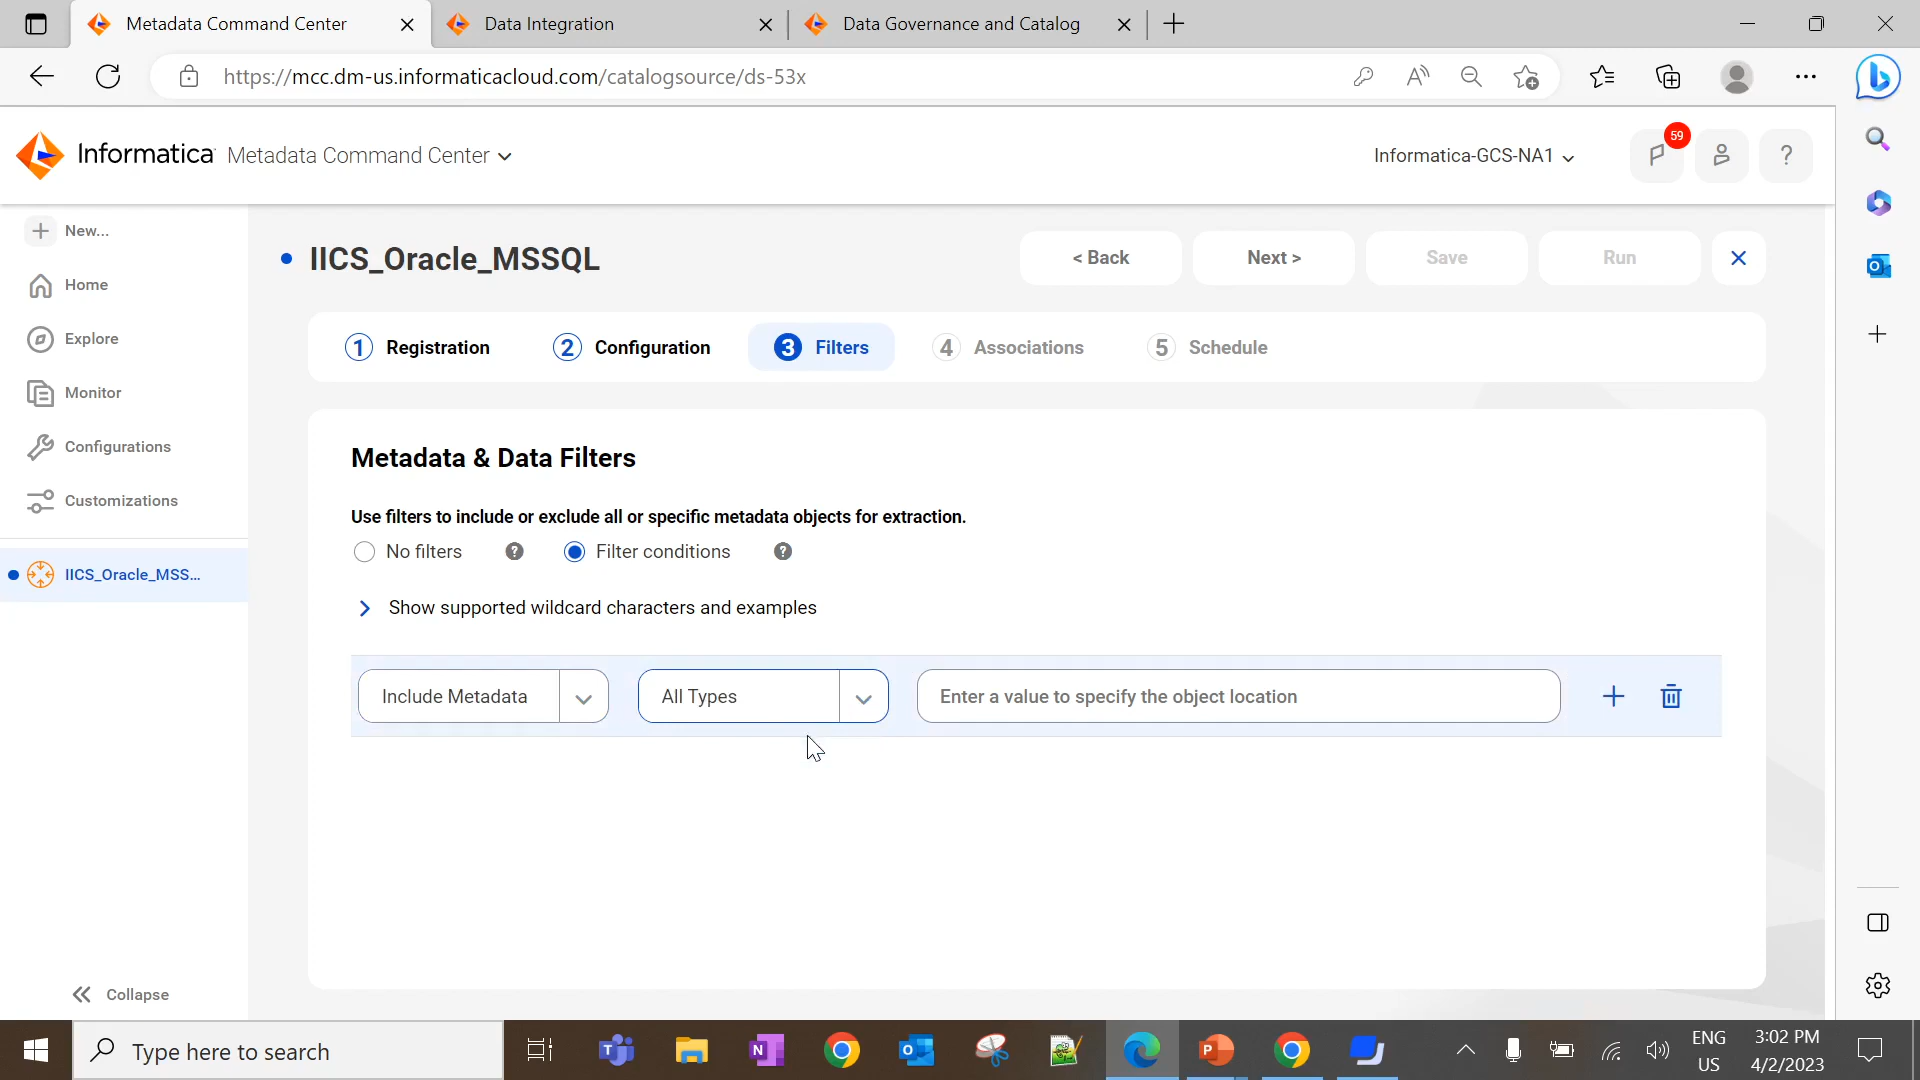 Metadata Command Center
Data Integration
Data Governance and Catalog
https://mcc.dm-us.informaticacloud.com/catalogsource/ds-53x
Informatica Metadata Command Center
Informatica-GCS-NA1
59
?
New...
Home
Explore
Monitor
Configurations
Customizations
IICS_Oracle_MSS...
Collapse
IICS_Oracle_MSSQL
< Back
Next >
Save
Run
1 Registration
2 Configuration
3 Filters
4 Associations
5 Schedule
Metadata & Data Filters
Use filters to include or exclude all or specific metadata objects for extraction.
No filters ? Filter conditions ?
Show supported wildcard characters and examples
Include Metadata
All Types
Enter a value to specify the object location
Type here to search
ENG
US
3:02 PM
4/2/2023